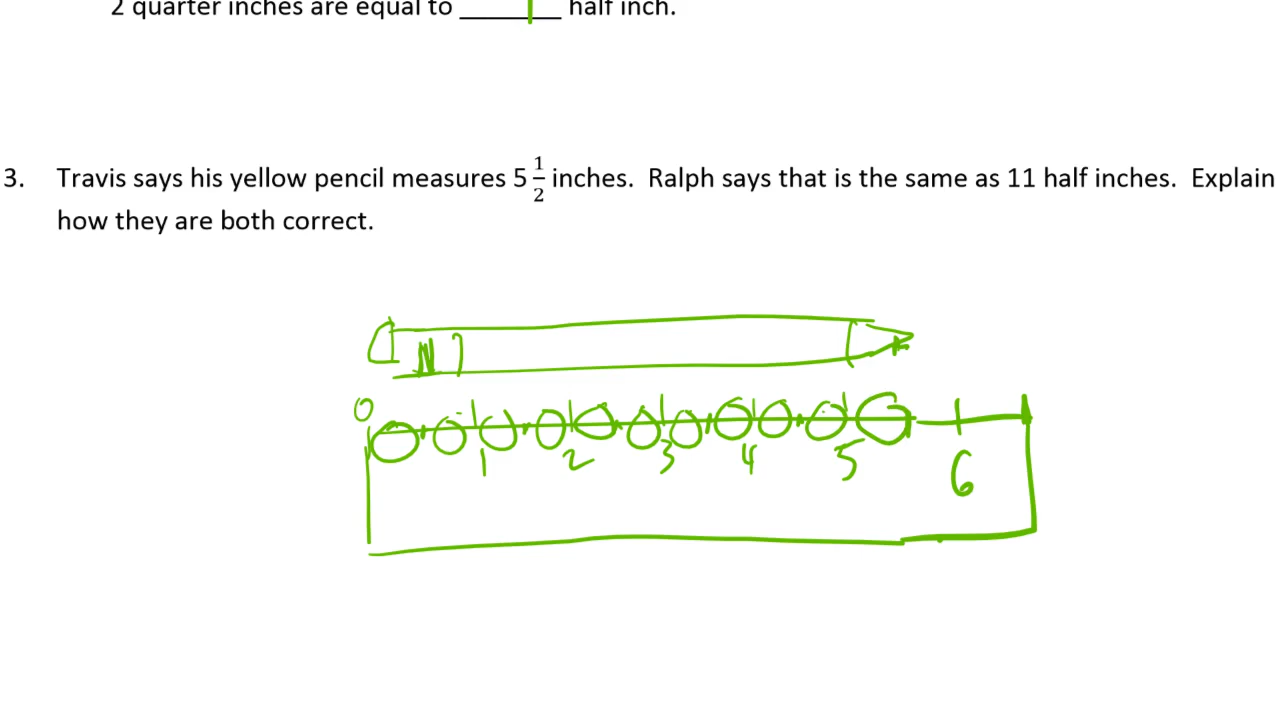 2 quarter inches are equal to ___1___ half inch.
3. Travis says his yellow pencil measures 5 1/2 inches. Ralph says that is the same as 11 half inches. Explain
how they are both correct.
0
1 2 3 4 5 6